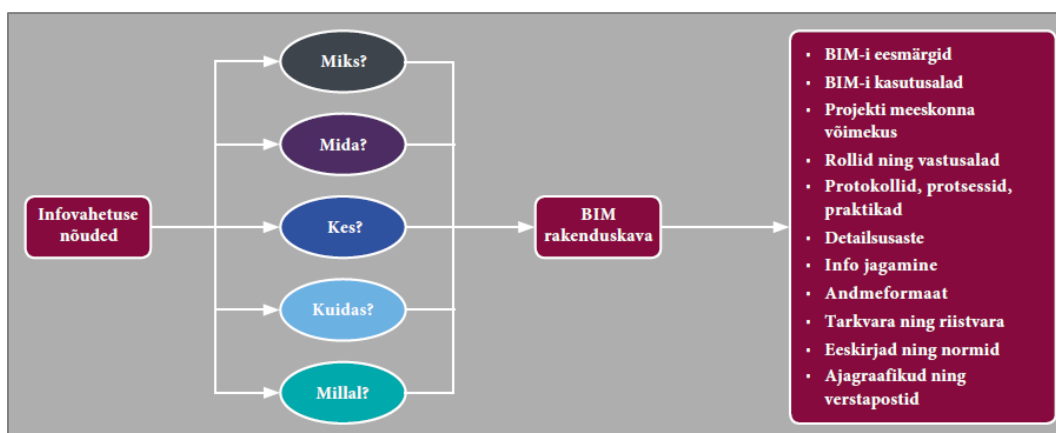 Infovahetuse
nõuded
Miks?
Mida?
Kes?
Kuidas?
Millal?
BIM
rakenduskava
▪ BIM-i eesmärgid
▪ BIM-i kasutusalad
▪ Projekti meeskonna
võimekus
▪ Rollid ning vastusalad
▪ Protokollid, protsessid,
praktikad
▪ Detailsusaste
▪ Info jagamine
▪ Andmeformaat
▪ Tarkvara ning riistvara
▪ Eeskirjad ning normid
▪ Ajagraafikud ning
verstapostid